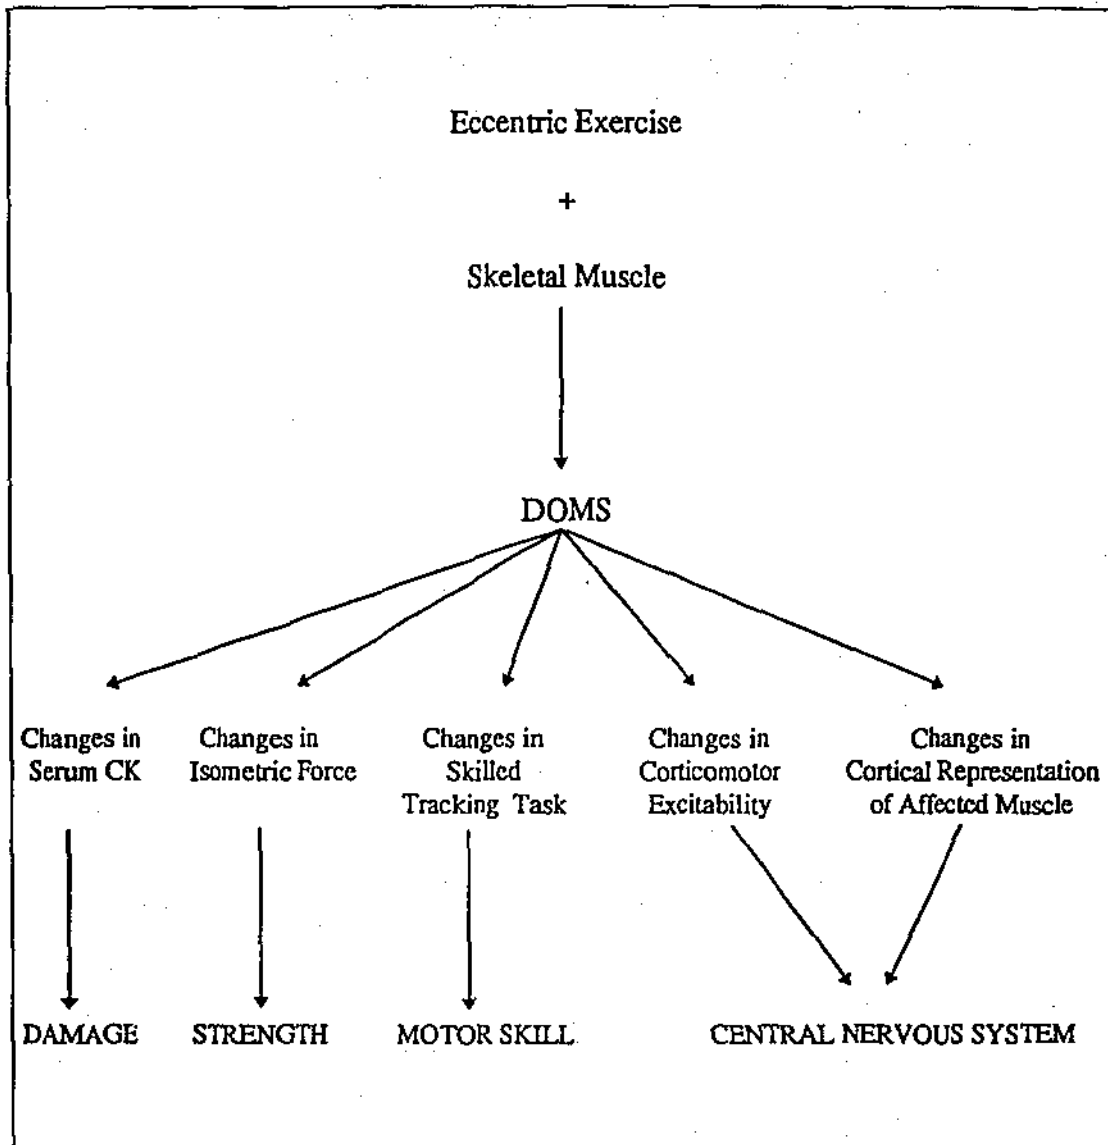 Eccentric Exercise
+
Skeletal Muscle
DOMS
Changes in
Serum CK
Changes in
Isometric Force
Changes in
Skilled
Tracking Task
Changes in
Corticomotor
Excitability
Changes in
Cortical Representation
of Affected Muscle
DAMAGE
STRENGTH
MOTOR SKILL
CENTRAL NERVOUS SYSTEM